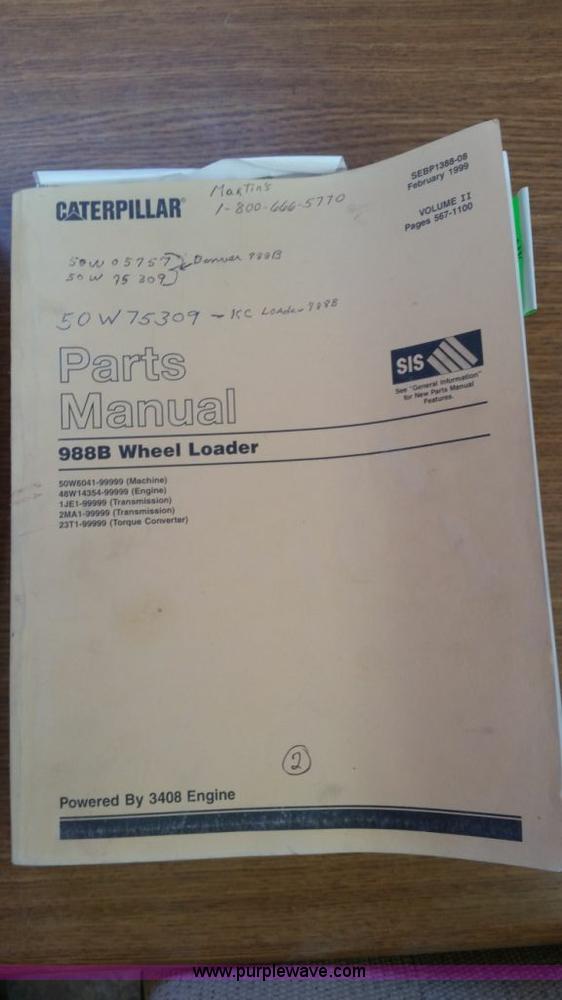 CATERPILLAR®
Martin's
1-800-666-5770
SEBP1388-08
February 1999
VOLUME II
Pages 567-1100
50W 05757
50W 75309
Denver 988B
50W75309 - KC Loader 988B
Parts
Manual
SIS
See "General Information"
for New Parts Manual
Features.
988B Wheel Loader
50W6041-99999 (Machine)
48W14354-99999 (Engine)
1JE1-99999 (Transmission)
2MA1-99999 (Transmission)
23T1-99999 (Torque Converter)
2
Powered By 3408 Engine
www.purplewave.com